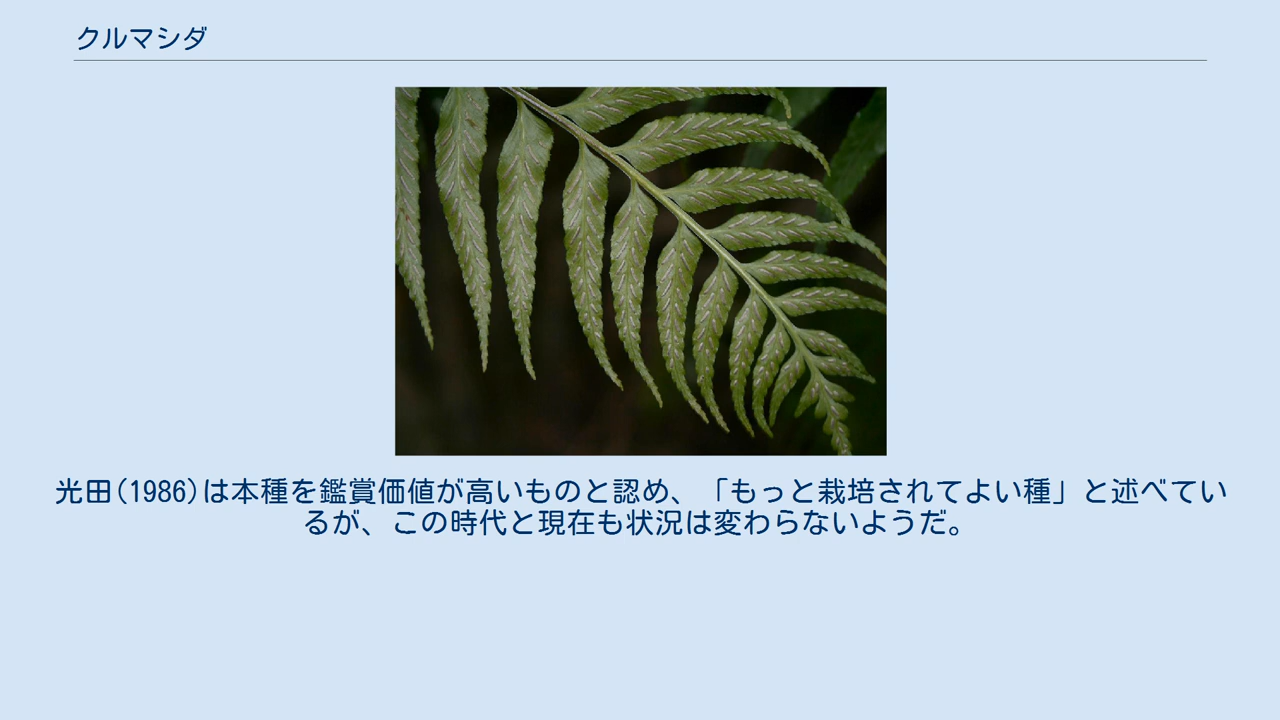 クルマシダ
光田(1986)は本種を鑑賞価値が高いものと認め、「もっと栽培されてよい種」と述べてい
るが、この時代と現在も状況は変わらないようだ。